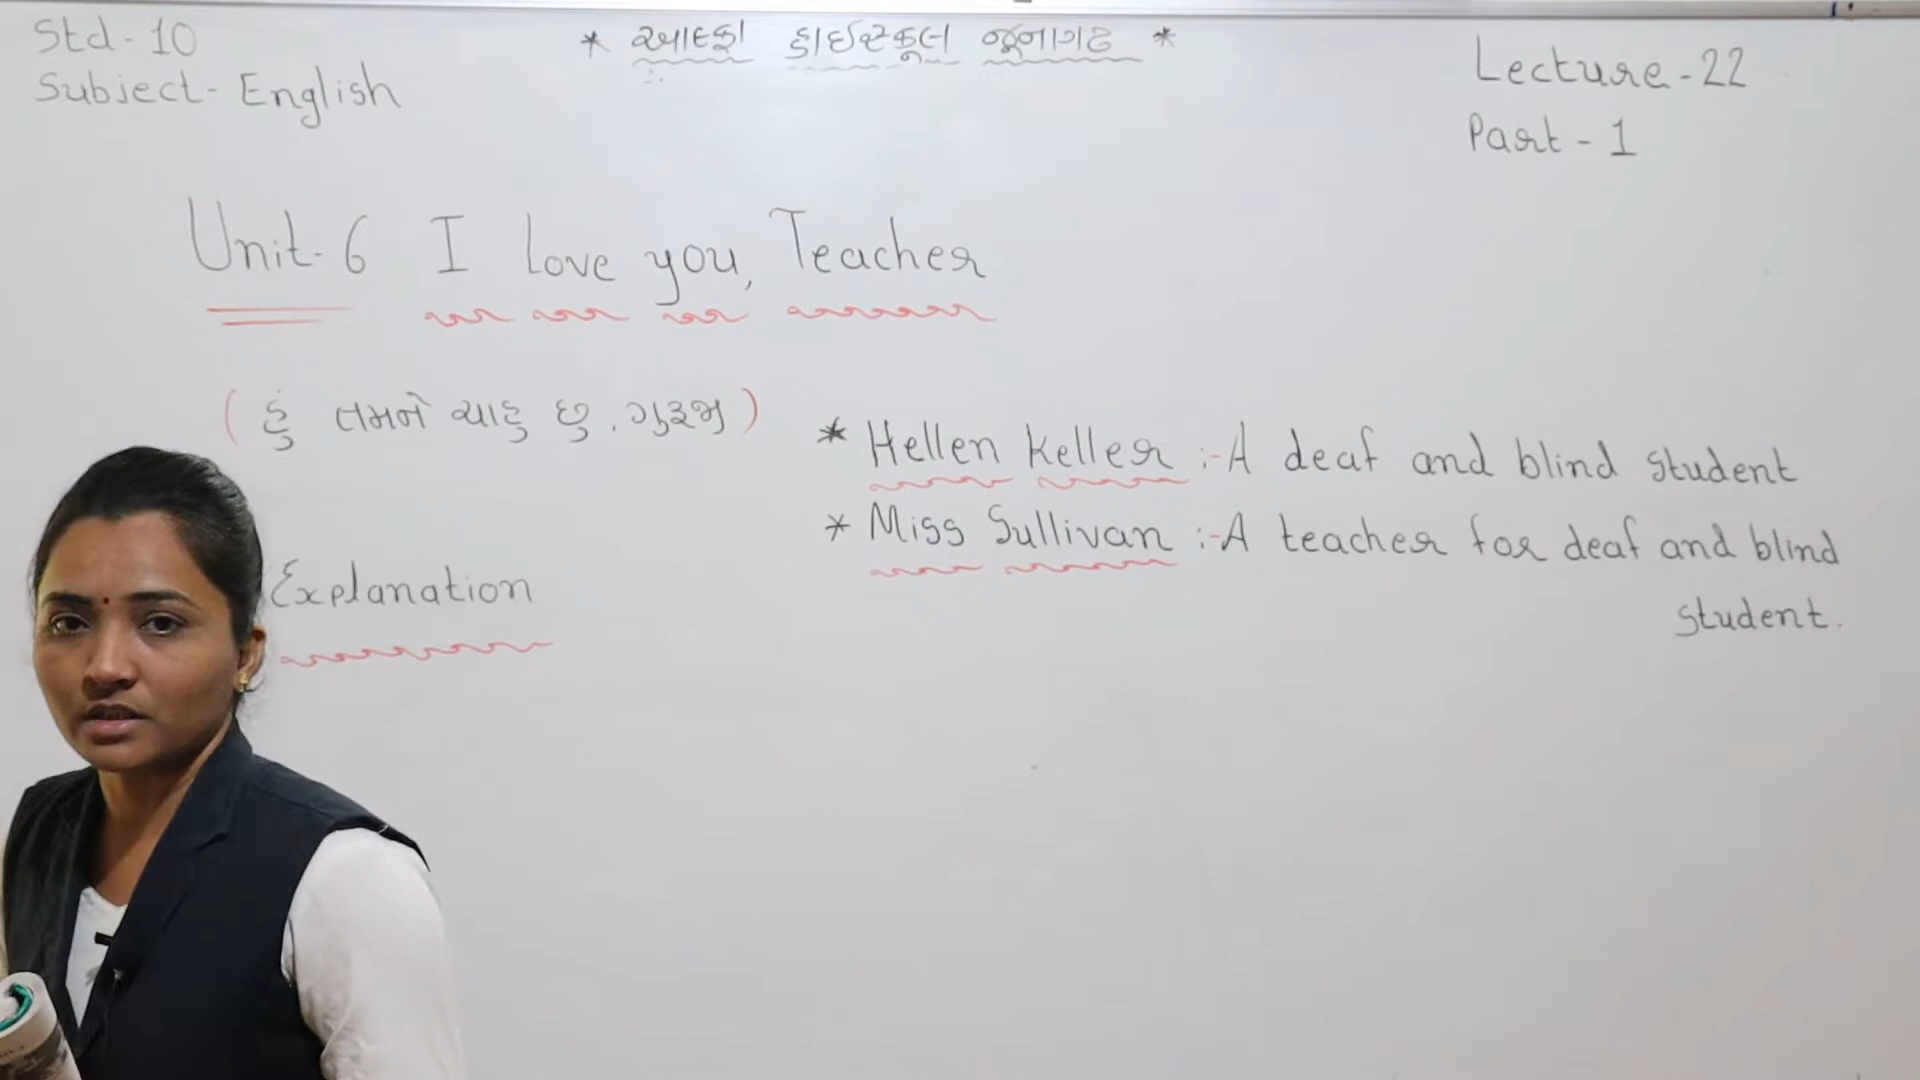 Std - 10
Subject - English
* આલ્ફા હાઈસ્કૂલ જૂનાગઢ *
Lecture - 22
Part - 1
Unit - 6 I love you, Teacher
( હું તમને ચાહુ છુ . ગુરૂજી )
* Hellen Keller :- A deaf and blind student
* Miss Sullivan :- A teacher for deaf and blind
student.
Explanation